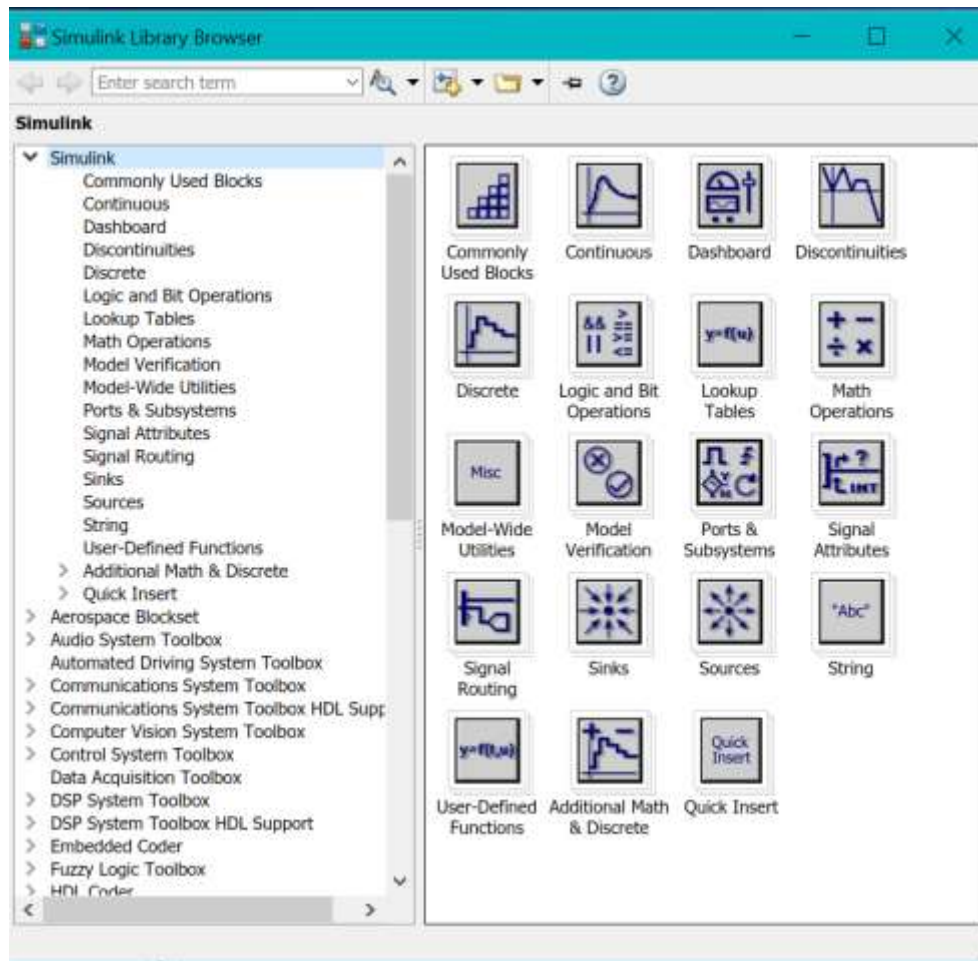 Simulink Library Browser
Enter search term
Simulink
Simulink
Commonly Used Blocks
Continuous
Dashboard
Discontinuities
Discrete
Logic and Bit Operations
Lookup Tables
Math Operations
Model Verification
Model-Wide Utilities
Ports & Subsystems
Signal Attributes
Signal Routing
Sinks
Sources
String
User-Defined Functions
Additional Math & Discrete
Quick Insert
Aerospace Blockset
Audio System Toolbox
Automated Driving System Toolbox
Communications System Toolbox
Communications System Toolbox HDL Supp
Computer Vision System Toolbox
Control System Toolbox
Data Acquisition Toolbox
DSP System Toolbox
DSP System Toolbox HDL Support
Embedded Coder
Fuzzy Logic Toolbox
HDL Coder
Commonly
Used Blocks
Continuous
Dashboard
Discontinuities
&& >
|| >=
<=
y=f(u)
+ −
÷ ×
Discrete
Logic and Bit
Operations
Lookup
Tables
Math
Operations
Misc
?
INT
Model-Wide
Utilities
Model
Verification
Ports &
Subsystems
Signal
Attributes
"Abc"
Signal
Routing
Sinks
Sources
String
y=f(t,u)
+ −
Quick
Insert
User-Defined
Functions
Additional Math
& Discrete
Quick Insert